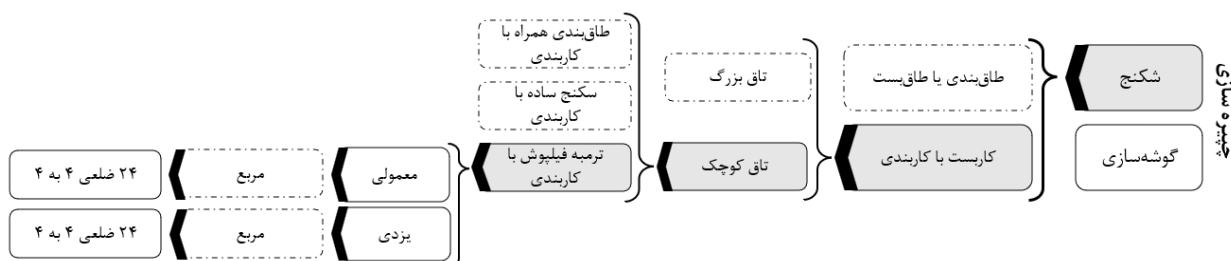 چپیره سازی
شکنج
گوشه‌سازی
طاق‌بندی یا طاق‌بست
کاربست با کاربندی
تاق بزرگ
تاق کوچک
طاق‌بندی همراه با
کاربندی
سکنج ساده با
کاربندی
ترمبه فیلپوش با
کاربندی
معمولی
مربع
۲۴ ضلعی ۴ به ۴
یزدی
مربع
۲۴ ضلعی ۴ به ۴